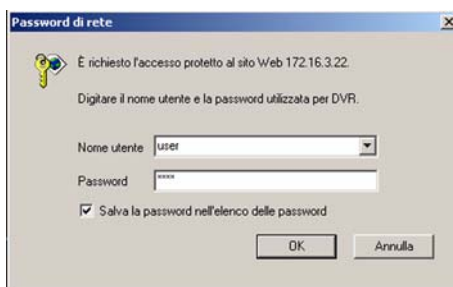 Password di rete
È richiesto l'accesso protetto al sito Web 172.16.3.22.
Digitare il nome utente e la password utilizzata per DVR.
Nome utente user
Password ****
Salva la password nell'elenco delle password
OK Annulla